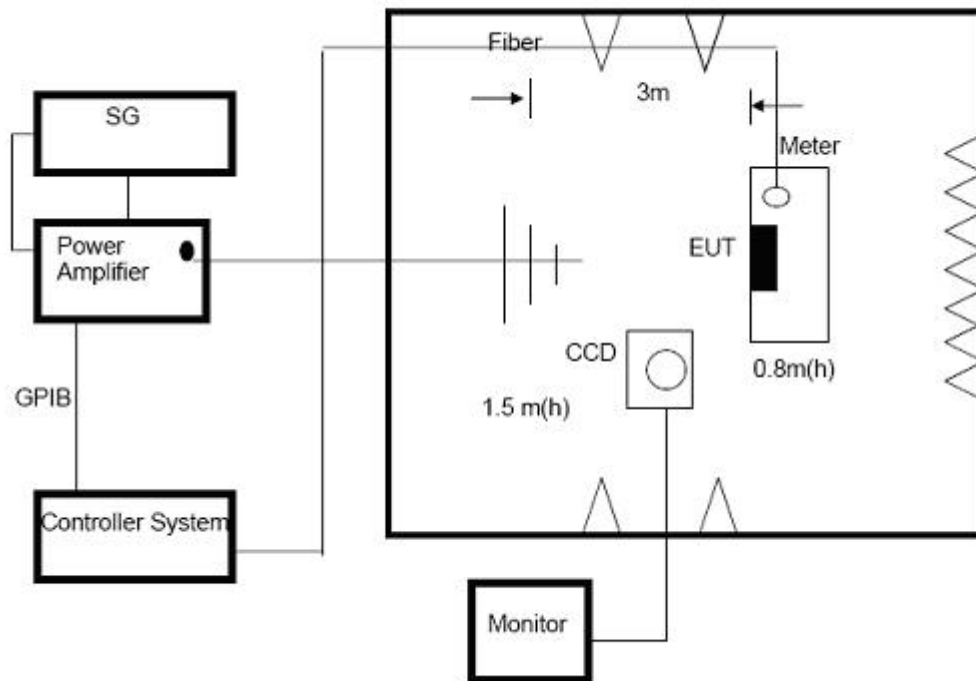 Fiber
3m
SG
Meter
Power
Amplifier
EUT
CCD
0.8m(h)
GPIB
1.5 m(h)
Controller System
Monitor